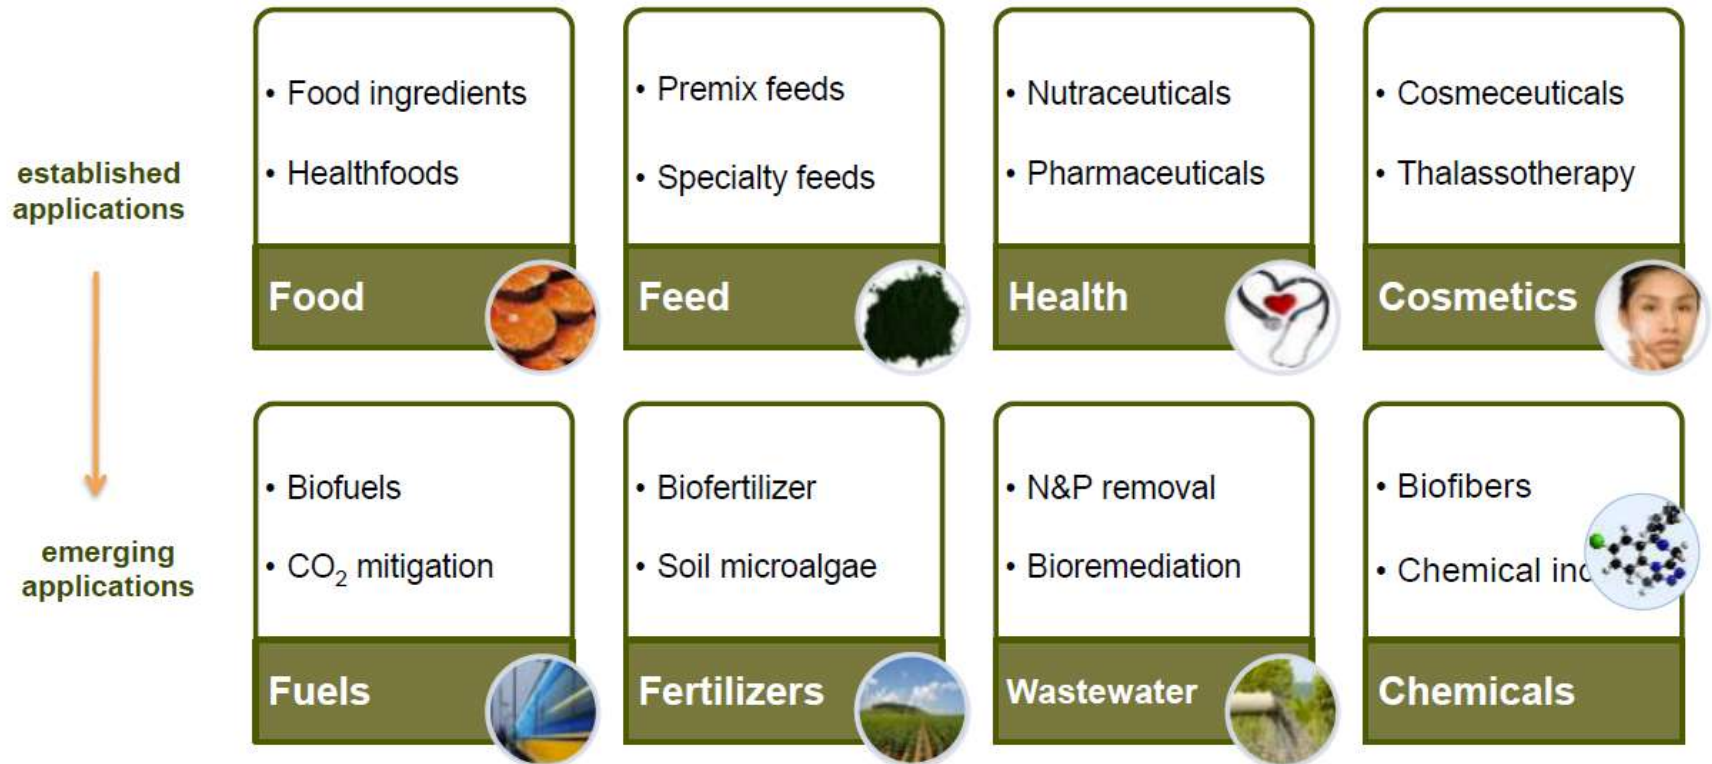 established
applications
• Food ingredients
• Healthfoods
Food
• Premix feeds
• Specialty feeds
Feed
• Nutraceuticals
• Pharmaceuticals
Health
• Cosmeceuticals
• Thalassotherapy
Cosmetics
emerging
applications
• Biofuels
• CO₂ mitigation
Fuels
• Biofertilizer
• Soil microalgae
Fertilizers
• N&P removal
• Bioremediation
Wastewater
• Biofibers
• Chemical
Chemicals